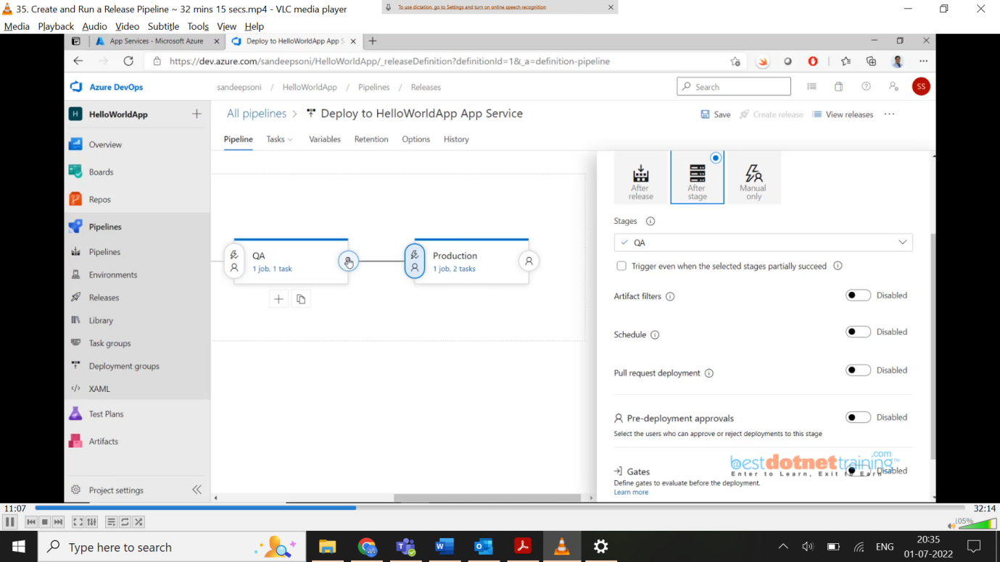 35. Create and Run a Release Pipeline ~ 32 mins 15 secs.mp4 - VLC media player
To use dictation, go to Settings and turn on online speech recognition
Media Playback Audio Video Subtitle Tools View Help
App Services - Microsoft Azure
Deploy to HelloWorldApp App S
https://dev.azure.com/sandeepsoni/HelloWorldApp/_releaseDefinition?definitionId=1&_a=definition-pipeline
Azure DevOps
sandeepsoni / HelloWorldApp / Pipelines / Releases
Search
SS
H HelloWorldApp
All pipelines > Deploy to HelloWorldApp App Service
Save Create release View releases
Pipeline Tasks Variables Retention Options History
Overview
Boards
Repos
Pipelines
Pipelines
Environments
Releases
Library
Task groups
Deployment groups
XAML
Test Plans
Artifacts
Project settings
QA
1 job, 1 task
Production
1 job, 2 tasks
After release
After stage
Manual only
Stages
QA
Trigger even when the selected stages partially succeed
Artifact filters Disabled
Schedule Disabled
Pull request deployment Disabled
Pre-deployment approvals Disabled
Select the users who can approve or reject deployments to this stage
@bestdotnettraining.com™
Enter to Learn, Exit to Earn
Gates Disabled
Define gates to evaluate before the deployment.
Learn more
11:07 32:14
105%
Type here to search
ENG
20:35
01-07-2022